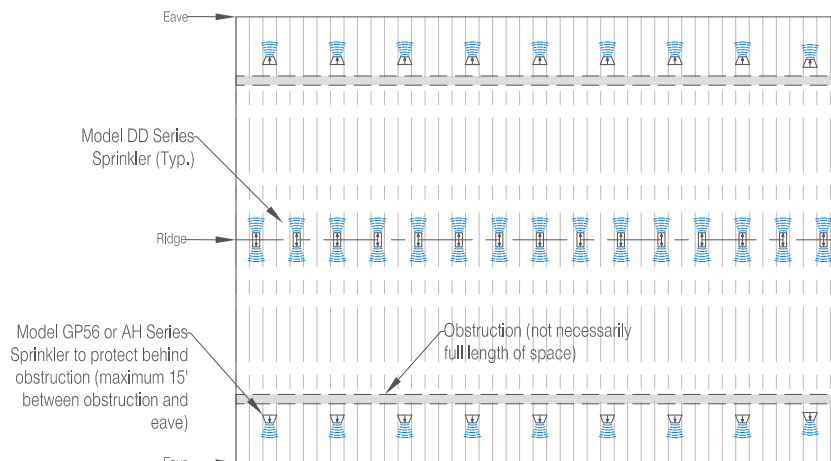 Eave
Model DD Series
Sprinkler (Typ.)
Ridge
Model GP56 or AH Series
Sprinkler to protect behind
obstruction (maximum 15'
between obstruction and
eave)
Obstruction (not necessarily
full length of space)
Eave